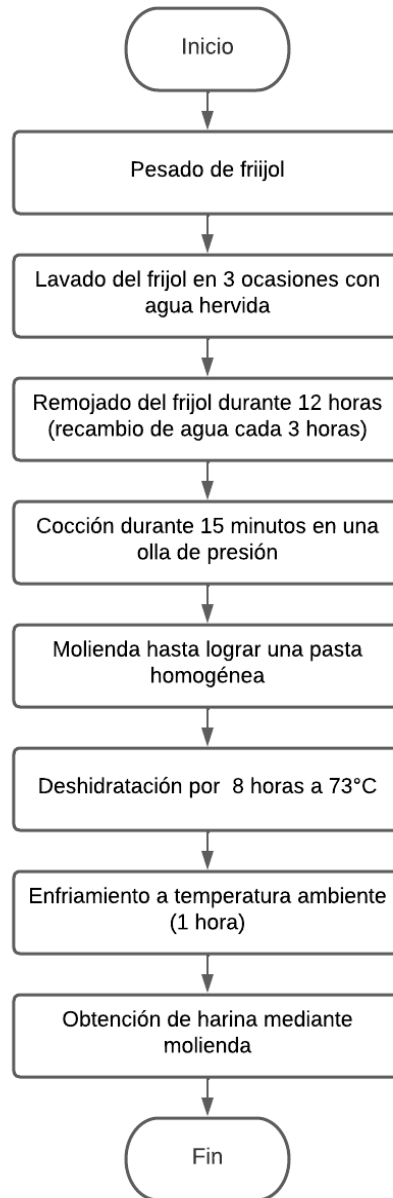 Inicio
Pesado de friijol
Lavado del frijol en 3 ocasiones con
agua hervida
Remojado del frijol durante 12 horas
(recambio de agua cada 3 horas)
Cocción durante 15 minutos en una
olla de presión
Molienda hasta lograr una pasta
homogénea
Deshidratación por 8 horas a 73°C
Enfriamiento a temperatura ambiente
(1 hora)
Obtención de harina mediante
molienda
Fin